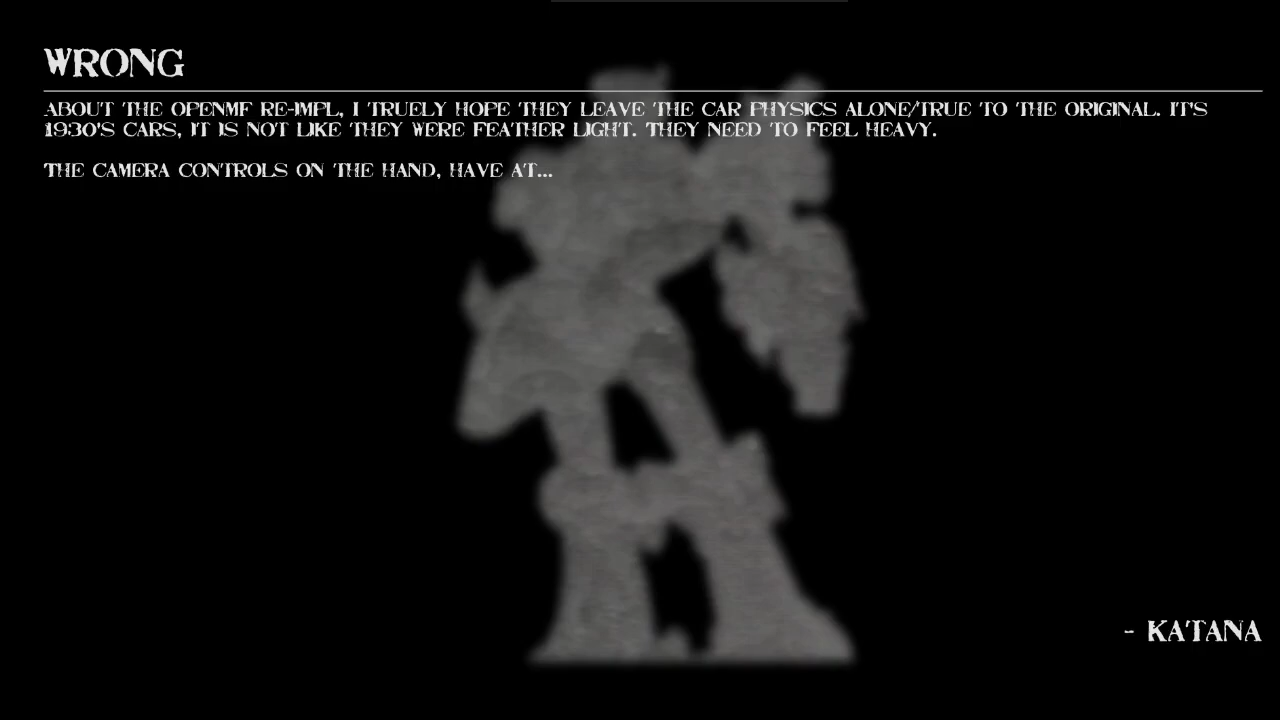 WRONG
ABOUT THE OPENMF RE-IMPL, I TRUELY HOPE THEY LEAVE THE CAR PHYSICS ALONE/TRUE TO THE ORIGINAL. IT'S
1930'S CARS, IT IS NOT LIKE THEY WERE FEATHER LIGHT. THEY NEED TO FEEL HEAVY.
THE CAMERA CONTROLS ON THE HAND, HAVE AT...
- KATANA